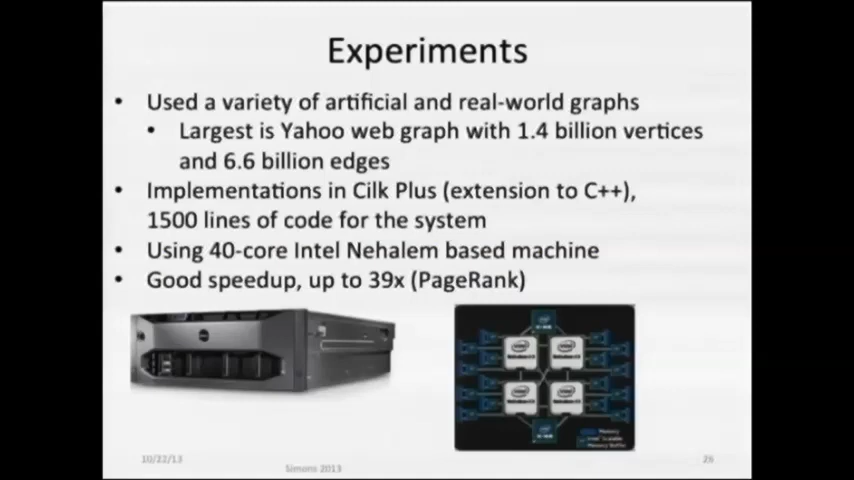 Experiments
• Used a variety of artificial and real-world graphs
• Largest is Yahoo web graph with 1.4 billion vertices
and 6.6 billion edges
• Implementations in Cilk Plus (extension to C++),
1500 lines of code for the system
• Using 40-core Intel Nehalem based machine
• Good speedup, up to 39x (PageRank)
10/22/13
Simons 2013
26